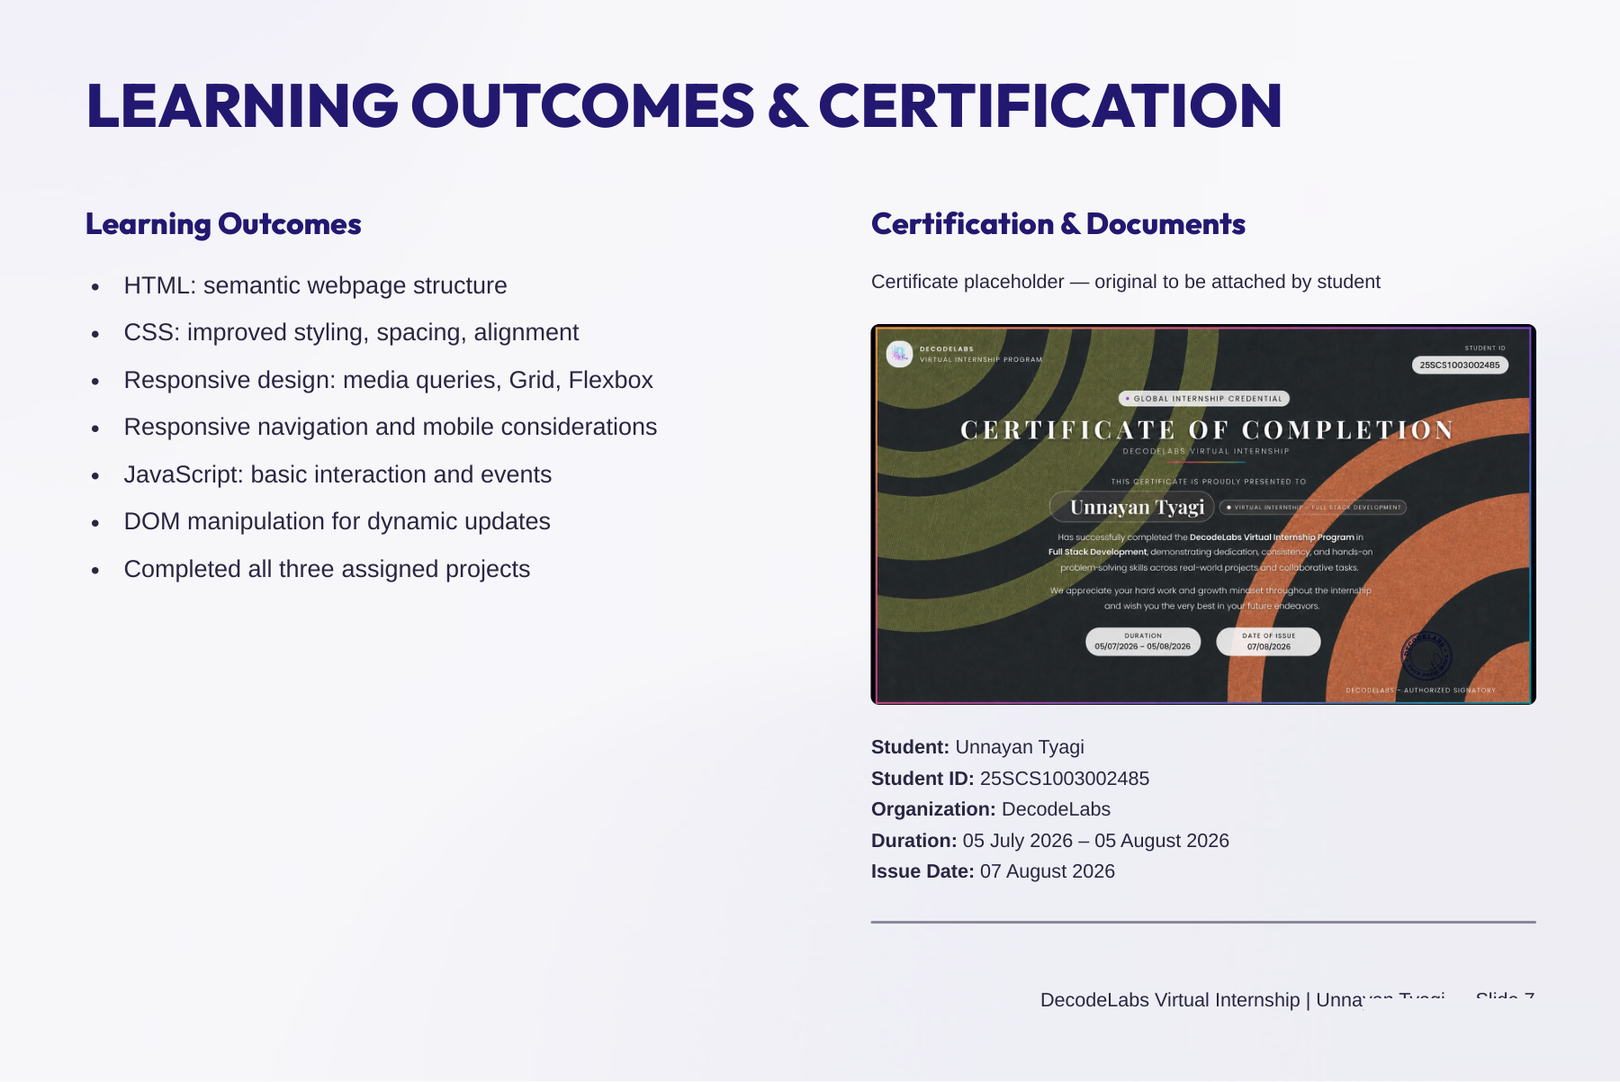 LEARNING OUTCOMES & CERTIFICATION
Learning Outcomes
• HTML: semantic webpage structure
• CSS: improved styling, spacing, alignment
• Responsive design: media queries, Grid, Flexbox
• Responsive navigation and mobile considerations
• JavaScript: basic interaction and events
• DOM manipulation for dynamic updates
• Completed all three assigned projects
Certification & Documents
Certificate placeholder — original to be attached by student
DECODELABS
VIRTUAL INTERNSHIP PROGRAM
STUDENT ID
25SCS1003002485
• GLOBAL INTERNSHIP CREDENTIAL
CERTIFICATE OF COMPLETION
DECODELABS VIRTUAL INTERNSHIP
THIS CERTIFICATE IS PROUDLY PRESENTED TO
Unnayan Tyagi
• VIRTUAL INTERNSHIP - FULL STACK DEVELOPMENT
Has successfully completed the DecodeLabs Virtual Internship Program in
Full Stack Development, demonstrating dedication, consistency, and hands-on
problem-solving skills across real-world projects and collaborative tasks.
We appreciate your hard work and growth mindset throughout the internship
and wish you the very best in your future endeavors.
DURATION
05/07/2026 – 05/08/2026
DATE OF ISSUE
07/08/2026
DECODELABS
DECODELABS - AUTHORIZED SIGNATORY
Student: Unnayan Tyagi
Student ID: 25SCS1003002485
Organization: DecodeLabs
Duration: 05 July 2026 – 05 August 2026
Issue Date: 07 August 2026
DecodeLabs Virtual Internship | Unnayan Tyagi — Slide 7